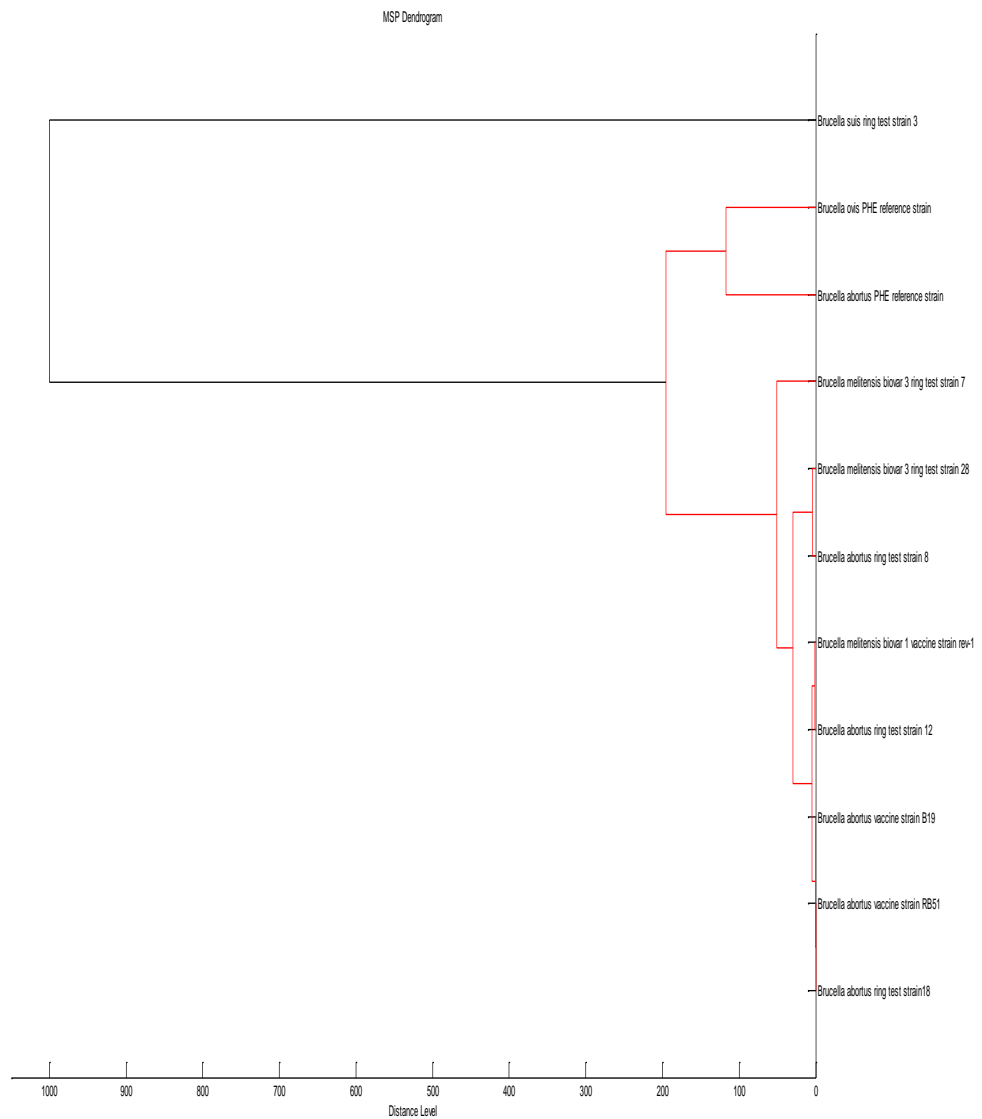 MSP Dendrogram
Brucella suis ring test strain 3
Brucella ovis PHE reference strain
Brucella abortus PHE reference strain
Brucella melitensis biovar 3 ring test strain 7
Brucella melitensis biovar 3 ring test strain 28
Brucella abortus ring test strain 8
Brucella melitensis biovar 1 vaccine strain rev-1
Brucella abortus ring test strain 12
Brucella abortus vaccine strain B19
Brucella abortus vaccine strain RB51
Brucella abortus ring test strain18
1000 900 800 700 600 500 400 300 200 100 0
Distance Level